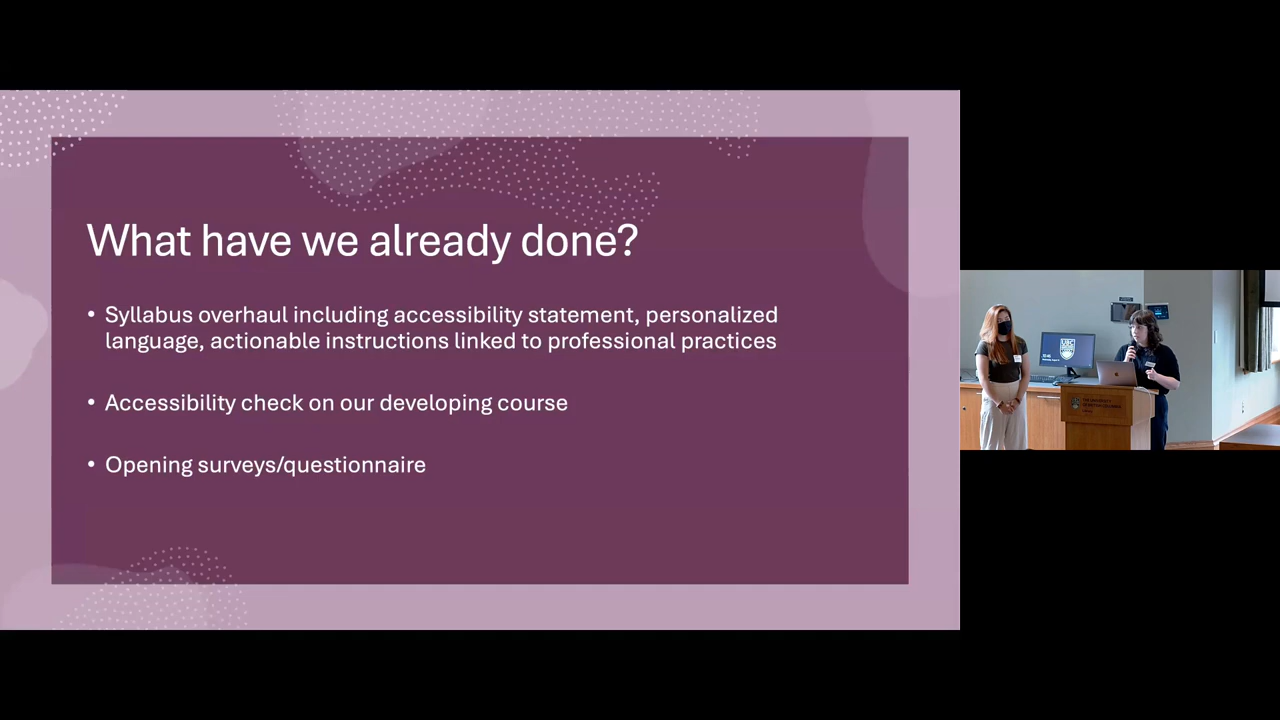 What have we already done?
• Syllabus overhaul including accessibility statement, personalized
language, actionable instructions linked to professional practices
• Accessibility check on our developing course
• Opening surveys/questionnaire
UBC